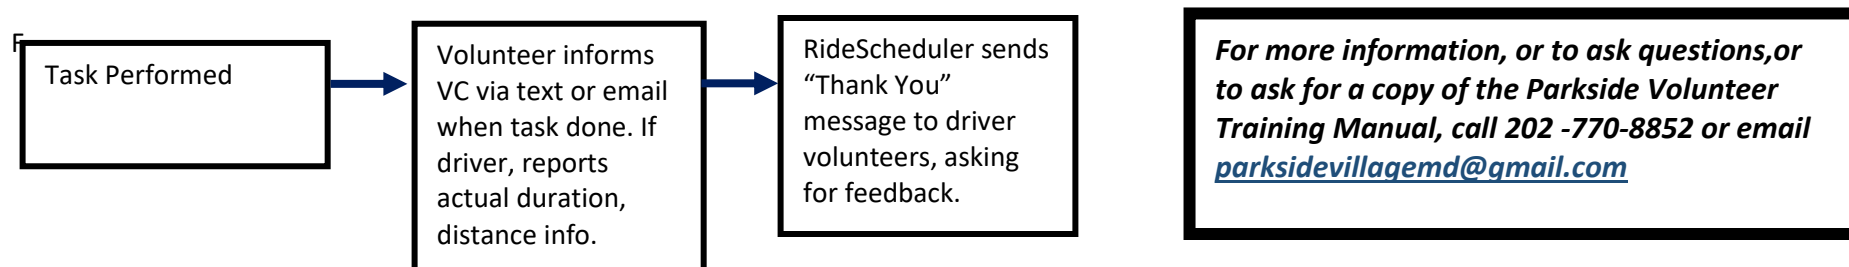 F
Task Performed
Volunteer informs
VC via text or email
when task done. If
driver, reports
actual duration,
distance info.
RideScheduler sends
“Thank You”
message to driver
volunteers, asking
for feedback.
For more information, or to ask questions,or
to ask for a copy of the Parkside Volunteer
Training Manual, call 202 -770-8852 or email
parksidevillagemd@gmail.com